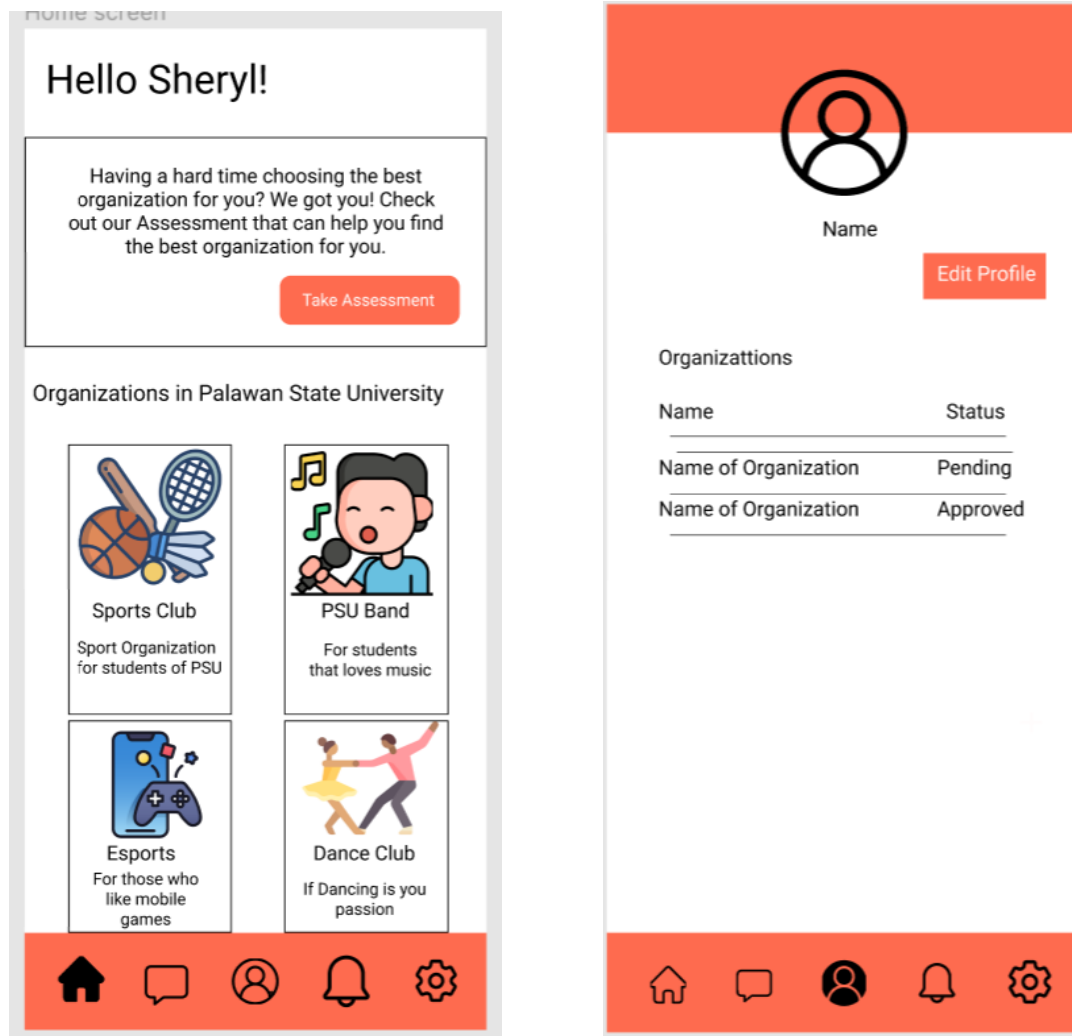 Home screen
Hello Sheryl!
Having a hard time choosing the best
organization for you? We got you! Check
out our Assessment that can help you find
the best organization for you.
Take Assessment
Organizations in Palawan State University
Sports Club
Sport Organization
for students of PSU
PSU Band
For students
that loves music
Esports
For those who
like mobile
games
Dance Club
If Dancing is you
passion
Name
Edit Profile
Organizattions
Name Status
Name of Organization Pending
Name of Organization Approved